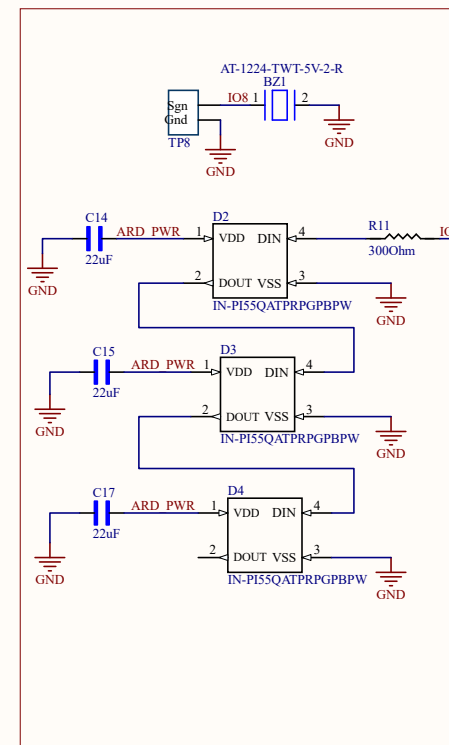 AT-1224-TWT-5V-2-R
BZ1
Sgn IO8 1 2
Gnd
TP8 GND GND
C14 D2
ARD_PWR 1 VDD DIN 4 R11
22uF 300Ohm
GND 2 DOUT VSS 3
IN-PI55QATPRPGPBPW GND
C15 D3
ARD_PWR 1 VDD DIN 4
22uF
GND 2 DOUT VSS 3
IN-PI55QATPRPGPBPW GND
C17 D4
ARD_PWR 1 VDD DIN 4
22uF
GND 2 DOUT VSS 3
IN-PI55QATPRPGPBPW GND